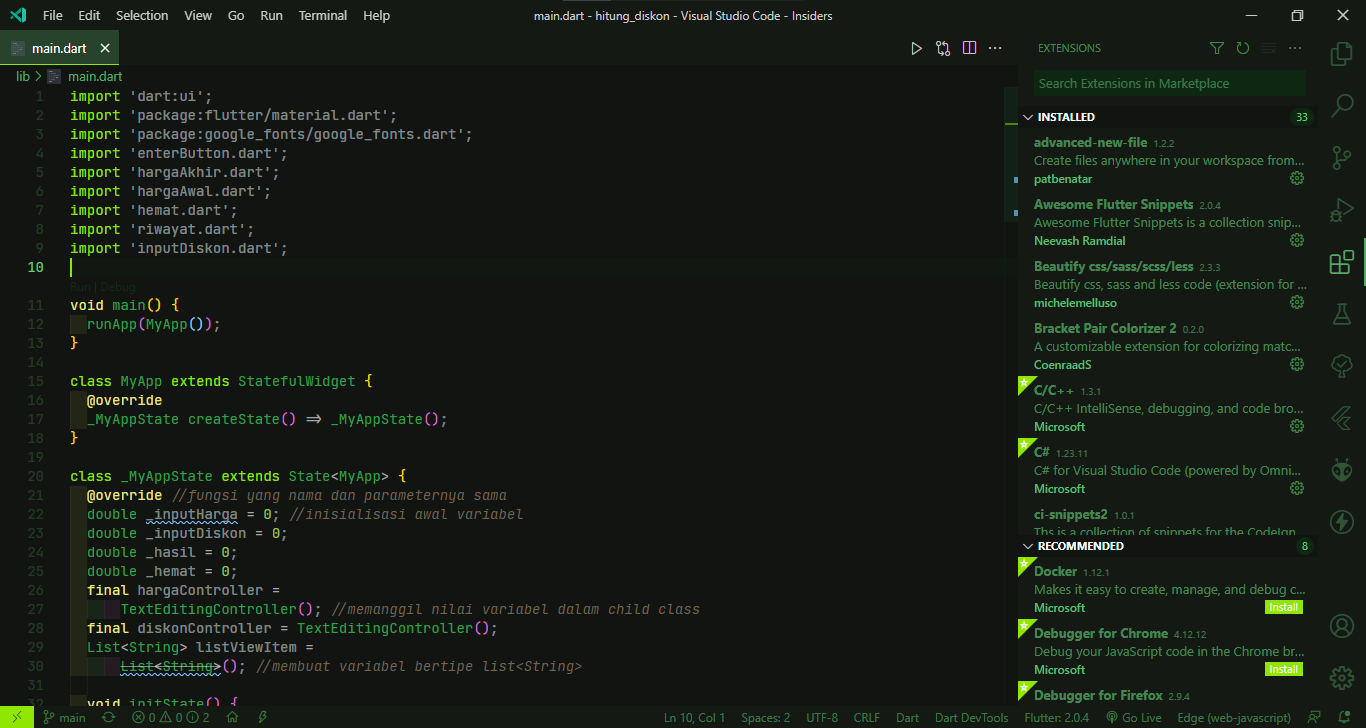 File Edit Selection View Go Run Terminal Help
main.dart - hitung_diskon - Visual Studio Code - Insiders
main.dart
lib > main.dart
1 import 'dart:ui';
2 import 'package:flutter/material.dart';
3 import 'package:google_fonts/google_fonts.dart';
4 import 'enterButton.dart';
5 import 'hargaAkhir.dart';
6 import 'hargaAwal.dart';
7 import 'hemat.dart';
8 import 'riwayat.dart';
9 import 'inputDiskon.dart';
10
Run | Debug
11 void main() {
12 runApp(MyApp());
13 }
14
15 class MyApp extends StatefulWidget {
16 @override
17 _MyAppState createState() => _MyAppState();
18 }
19
20 class _MyAppState extends State<MyApp> {
21 @override //fungsi yang nama dan parameternya sama
22 double _inputHarga = 0; //inisialisasi awal variabel
23 double _inputDiskon = 0;
24 double _hasil = 0;
25 double _hemat = 0;
26 final hargaController =
27 TextEditingController(); //memanggil nilai variabel dalam child class
28 final diskonController = TextEditingController();
29 List<String> listViewItem =
30 List<String>(); //membuat variabel bertipe list<String>
31
32 void initState() {
EXTENSIONS
Search Extensions in Marketplace
INSTALLED 33
advanced-new-file 1.2.2
Create files anywhere in your workspace from...
patbenatar
Awesome Flutter Snippets 2.0.4
Awesome Flutter Snippets is a collection snip...
Neevash Ramdial
Beautify css/sass/scss/less 2.3.3
Beautify css, sass and less code (extension for ...
michelemelluso
Bracket Pair Colorizer 2 0.2.0
A customizable extension for colorizing matc...
CoenraadS
C/C++ 1.3.1
C/C++ IntelliSense, debugging, and code bro...
Microsoft
C# 1.23.11
C# for Visual Studio Code (powered by Omni...
Microsoft
ci-snippets2 1.0.1
Ths is a collection of snippets for the CodeIgn...
RECOMMENDED 8
Docker 1.12.1
Makes it easy to create, manage, and debug c...
Microsoft Install
Debugger for Chrome 4.12.12
Debug your JavaScript code in the Chrome br...
Microsoft Install
Debugger for Firefox 2.9.4
main 0 0 2
Ln 10, Col 1 Spaces: 2 UTF-8 CRLF Dart Dart DevTools Flutter: 2.0.4 Go Live Edge (web-javascript)